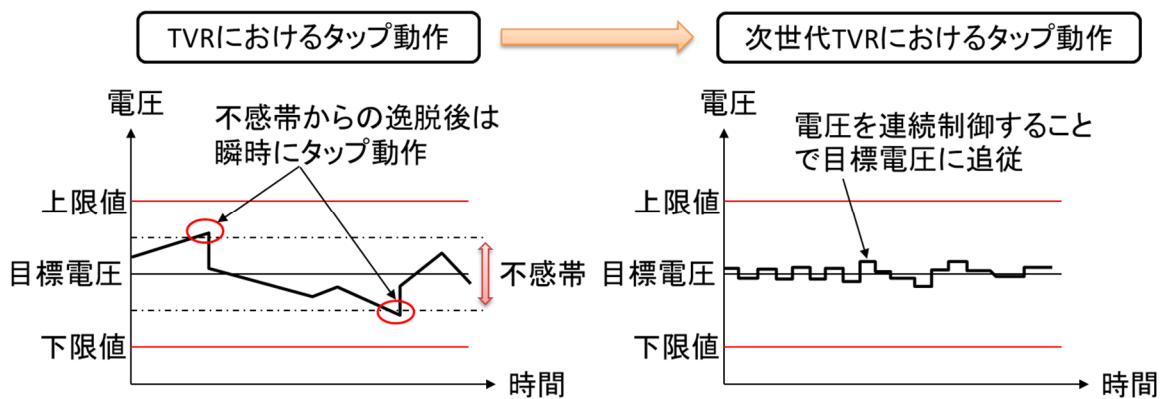 TVRにおけるタップ動作
次世代TVRにおけるタップ動作
電圧
不感帯からの逸脱後は
瞬時にタップ動作
上限値
目標電圧
不感帯
下限値
時間
電圧
電圧を連続制御すること
で目標電圧に追従
上限値
目標電圧
下限値
時間